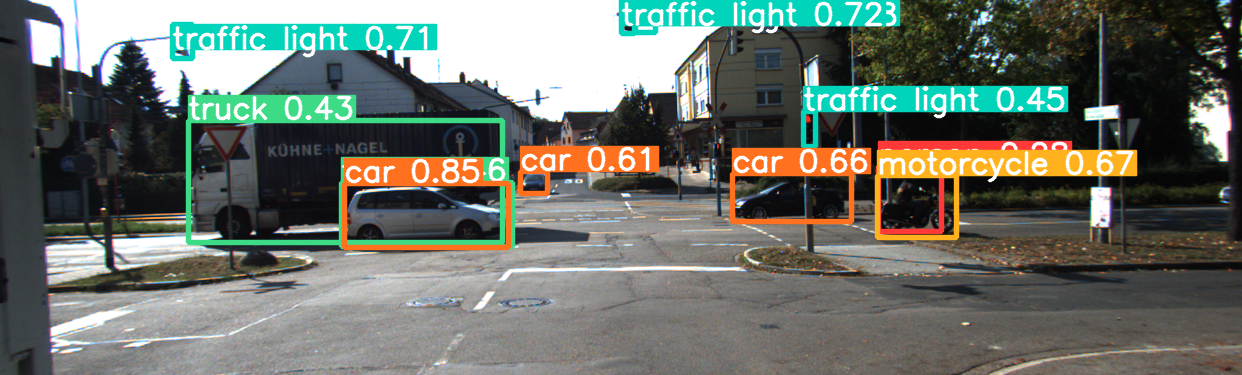 traffic light 0.723
traffic light 0.71
traffic light 0.45
truck 0.43
KÜHNE+NAGEL
car 0.85
6
car 0.61
car 0.66
motorcycle 0.67